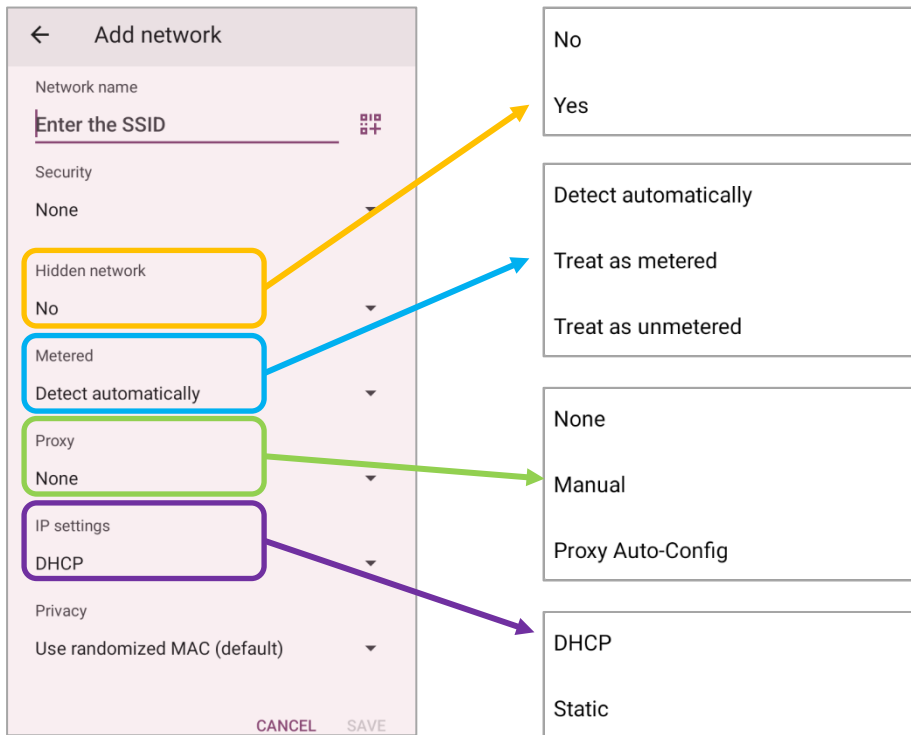 Add network
Network name
Enter the SSID
Security
None
Hidden network
No
Metered
Detect automatically
Proxy
None
IP settings
DHCP
Privacy
Use randomized MAC (default)
CANCEL SAVE
No
Yes
Detect automatically
Treat as metered
Treat as unmetered
None
Manual
Proxy Auto-Config
DHCP
Static